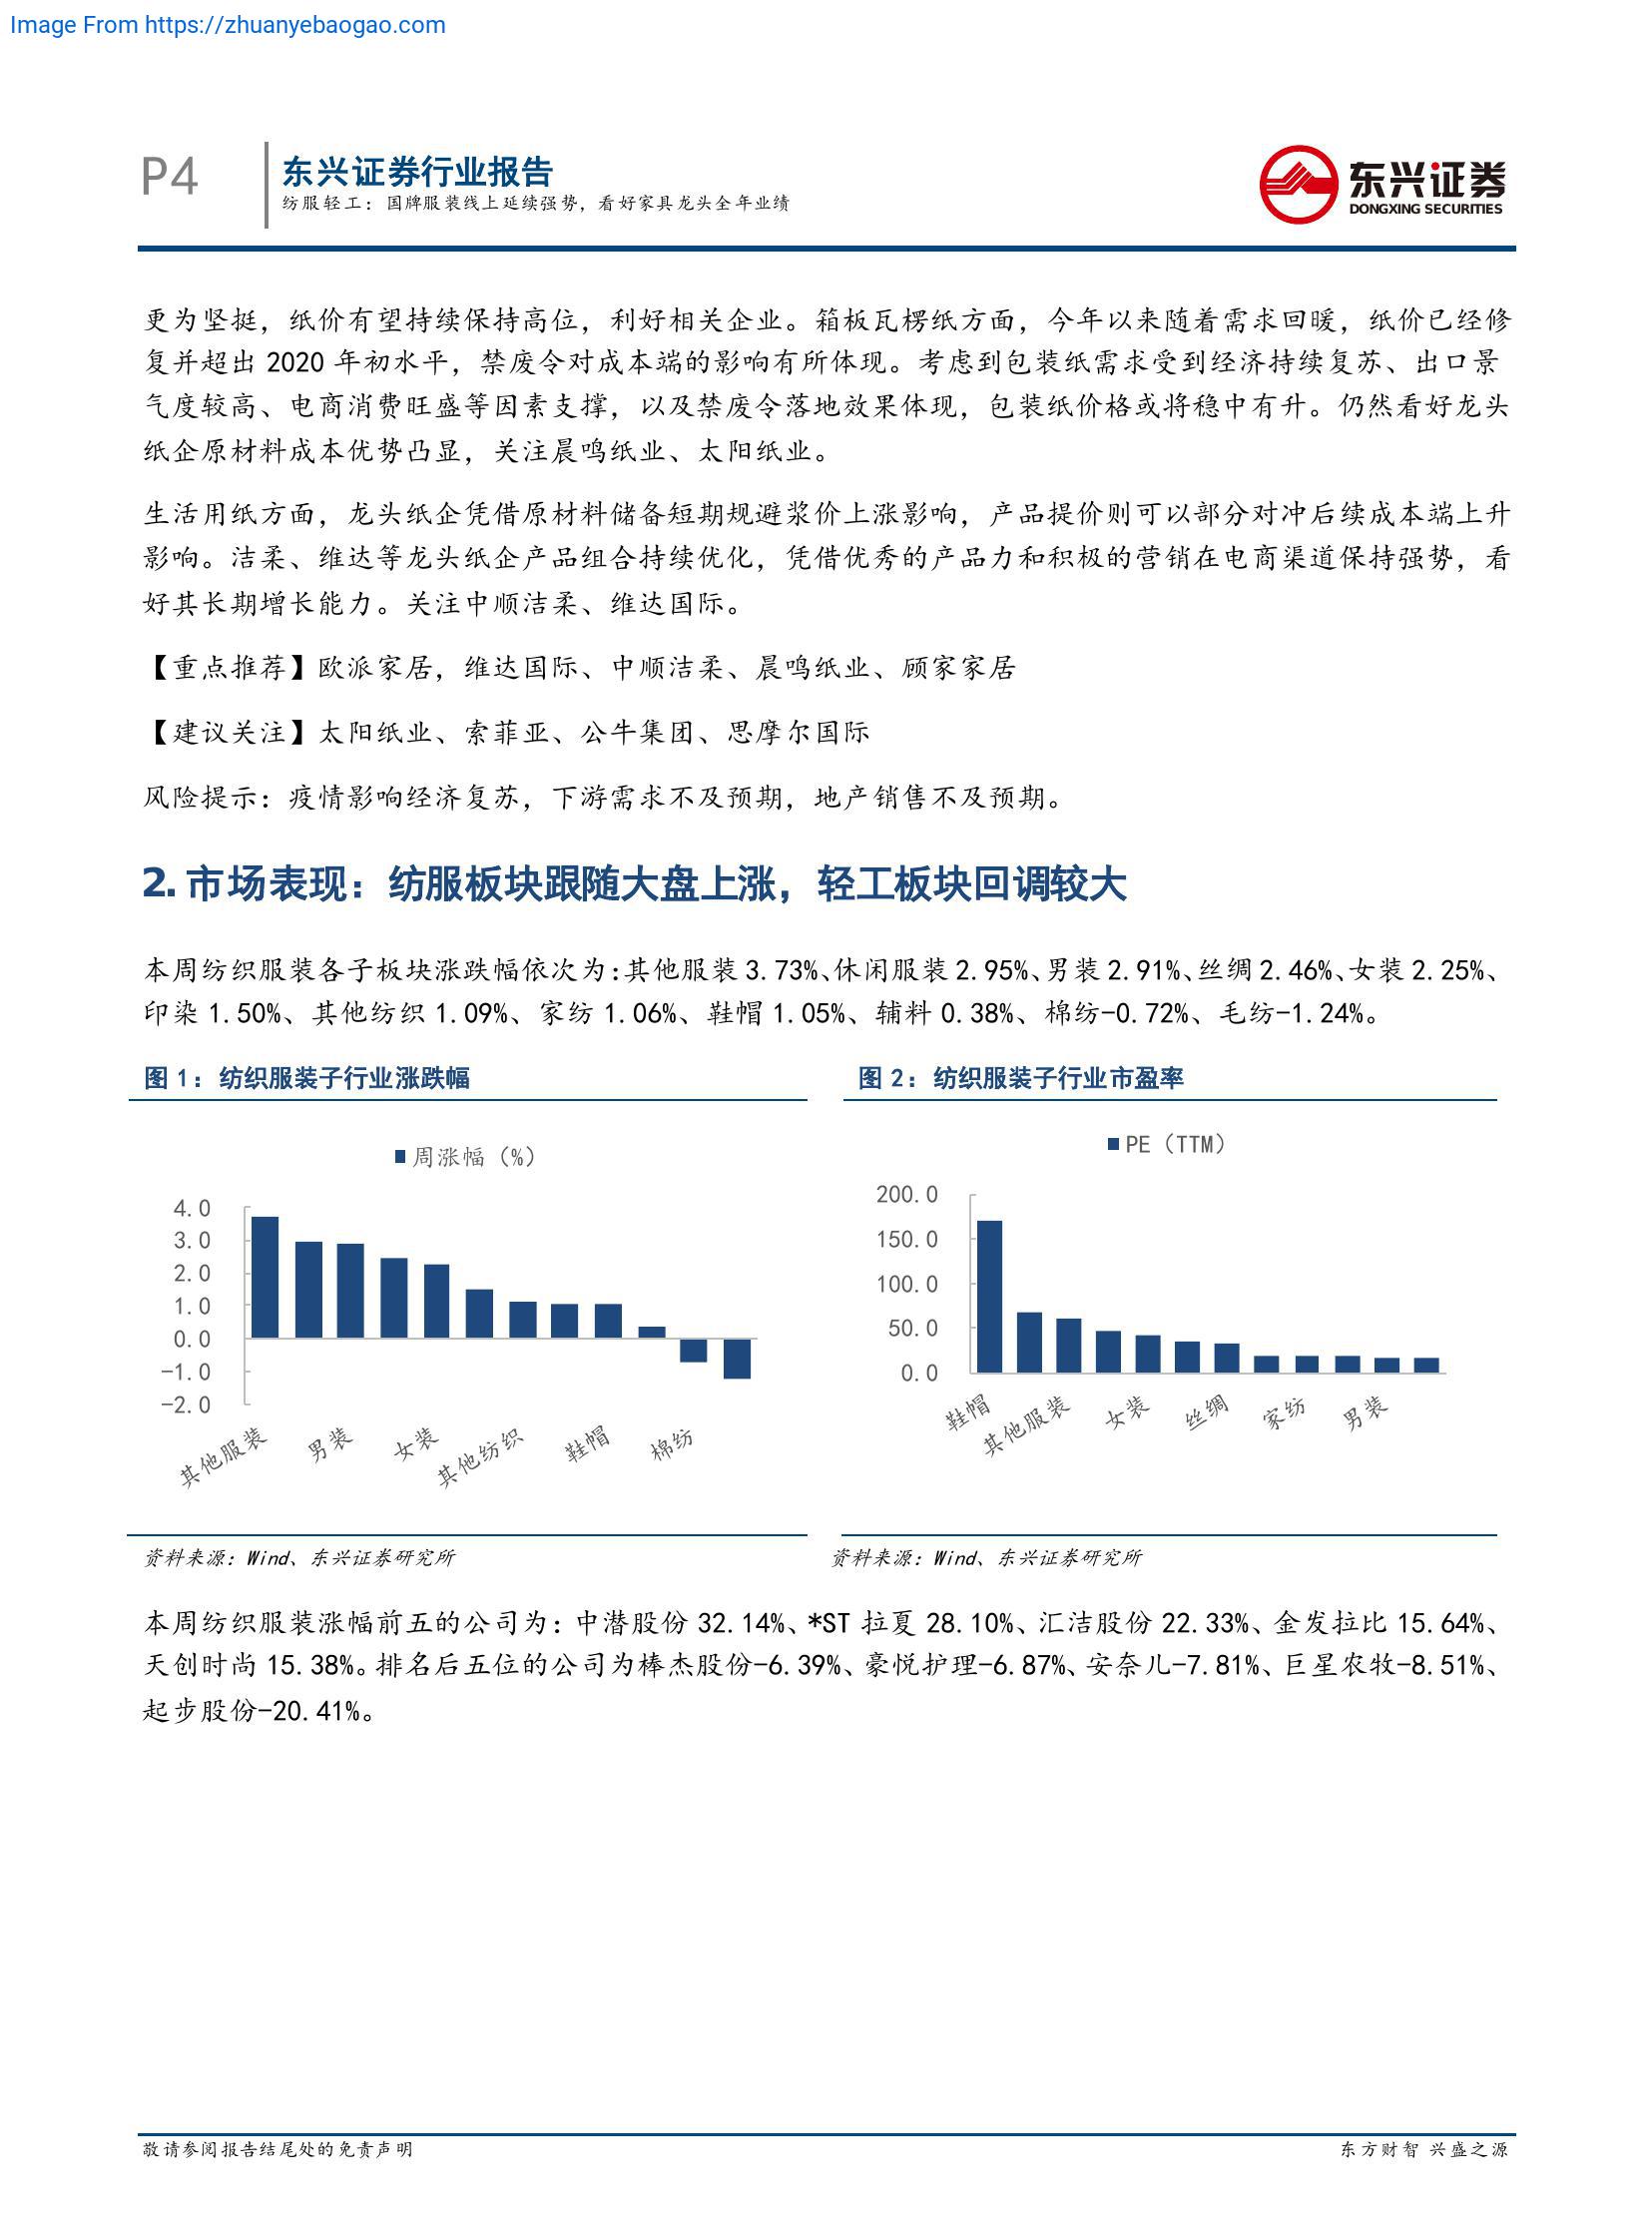 Image From https://zhuanyebaogao.com
P4
东兴证券行业报告
纺服轻工：国牌服装线上延续强势，看好家具龙头全年业绩
东兴证券
DONGXING SECURITIES
更为坚挺，纸价有望持续保持高位，利好相关企业。箱板瓦楞纸方面，今年以来随着需求回暖，纸价已经修
复并超出 2020 年初水平，禁废令对成本端的影响有所体现。考虑到包装纸需求受到经济持续复苏、出口景
气度较高、电商消费旺盛等因素支撑，以及禁废令落地效果体现，包装纸价格或将稳中有升。仍然看好龙头
纸企原材料成本优势凸显，关注晨鸣纸业、太阳纸业。
生活用纸方面，龙头纸企凭借原材料储备短期规避浆价上涨影响，产品提价则可以部分对冲后续成本端上升
影响。洁柔、维达等龙头纸企产品组合持续优化，凭借优秀的产品力和积极的营销在电商渠道保持强势，看
好其长期增长能力。关注中顺洁柔、维达国际。
【重点推荐】欧派家居，维达国际、中顺洁柔、晨鸣纸业、顾家家居
【建议关注】太阳纸业、索菲亚、公牛集团、思摩尔国际
风险提示：疫情影响经济复苏，下游需求不及预期，地产销售不及预期。
2. 市场表现：纺服板块跟随大盘上涨，轻工板块回调较大
本周纺织服装各子板块涨跌幅依次为：其他服装 3.73%、休闲服装 2.95%、男装 2.91%、丝绸 2.46%、女装 2.25%、
印染 1.50%、其他纺织 1.09%、家纺 1.06%、鞋帽 1.05%、辅料 0.38%、棉纺-0.72%、毛纺-1.24%。
图 1：纺织服装子行业涨跌幅
周涨幅（%）
4.0
3.0
2.0
1.0
0.0
-1.0
-2.0
其他服装
男装
女装
其他纺织
鞋帽
棉纺
资料来源：Wind、东兴证券研究所
图 2：纺织服装子行业市盈率
PE（TTM）
200.0
150.0
100.0
50.0
0.0
鞋帽
其他服装
女装
丝绸
家纺
男装
资料来源：Wind、东兴证券研究所
本周纺织服装涨幅前五的公司为：中潜股份 32.14%、*ST 拉夏 28.10%、汇洁股份 22.33%、金发拉比 15.64%、
天创时尚 15.38%。排名后五位的公司为棒杰股份-6.39%、豪悦护理-6.87%、安奈儿-7.81%、巨星农牧-8.51%、
起步股份-20.41%。
敬请参阅报告结尾处的免责声明
东方财智 兴盛之源